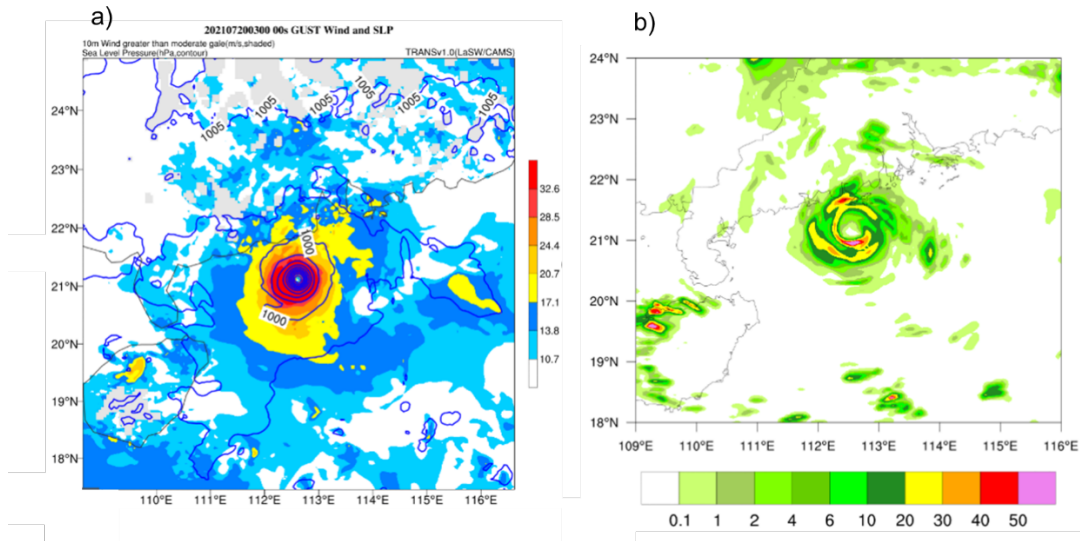 a)
202107200300 00s GUST Wind and SLP
10m Wind greater than moderate gale(m/s,shaded)
Sea Level Pressure(hPa,contour)
TRANSv1.0(LaSW/CAMS)
24°N
23°N
22°N
21°N
20°N
19°N
18°N
110°E
111°E
112°E
113°E
114°E
115°E
116°E
1005
1005
1005
1005
1005
1005
1000
1000
32.6
28.5
24.4
20.7
17.1
13.8
10.7
b)
24°N
23°N
22°N
21°N
20°N
19°N
18°N
109°E
110°E
111°E
112°E
113°E
114°E
115°E
116°E
0.1
1
2
4
6
10
20
30
40
50